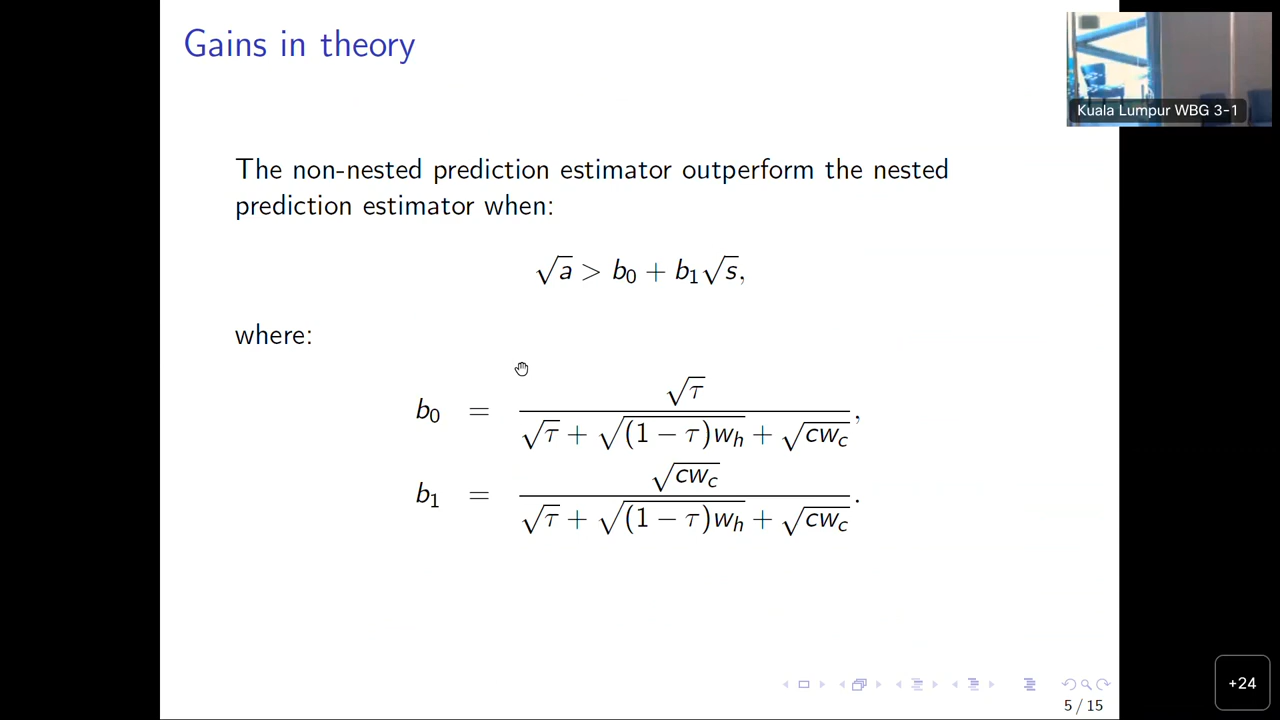 Gains in theory
Kuala Lumpur WBG 3-1
The non-nested prediction estimator outperform the nested
prediction estimator when:
√a > b₀ + b₁√s,
where:
b₀ = √τ / (√τ + √((1 − τ)w_h) + √(cw_c)),
b₁ = √(cw_c) / (√τ + √((1 − τ)w_h) + √(cw_c)).
+24
5 / 15